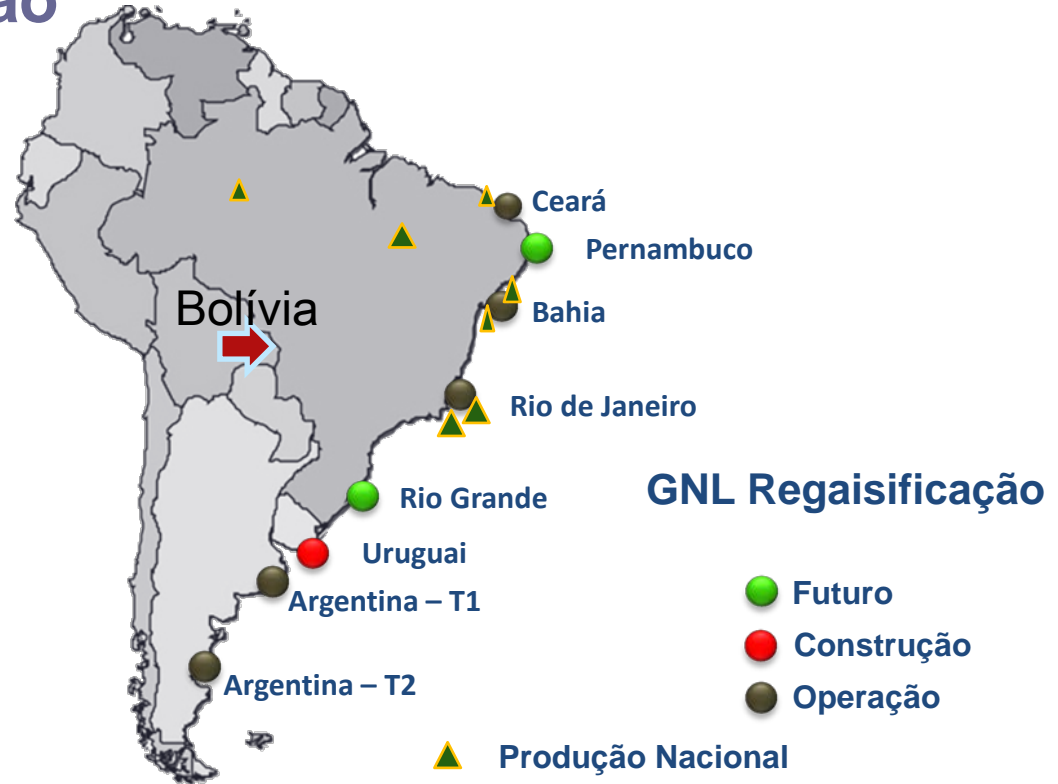 ão
Ceará
Pernambuco
Bolívia
Bahia
Rio de Janeiro
GNL Regaisificação
Rio Grande
Uruguai
Argentina – T1
Futuro
Construção
Argentina – T2
Operação
Produção Nacional